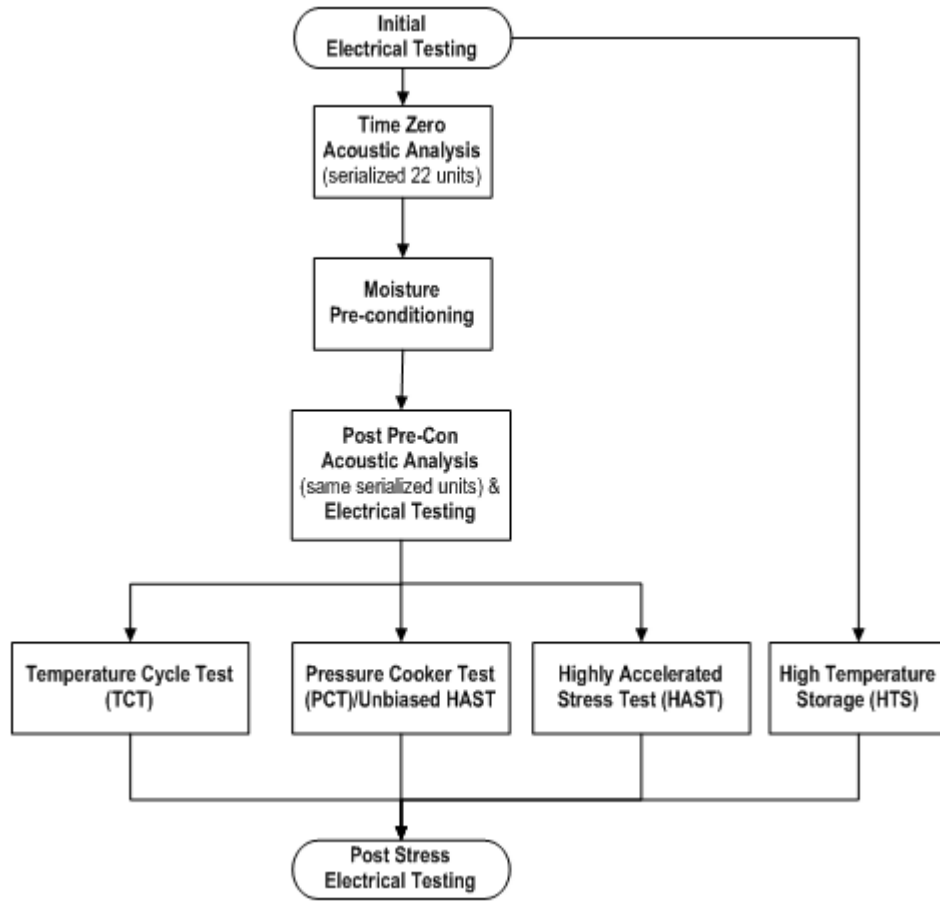 Initial
Electrical Testing
Time Zero
Acoustic Analysis
(serialized 22 units)
Moisture
Pre-conditioning
Post Pre-Con
Acoustic Analysis
(same serialized units) &
Electrical Testing
Temperature Cycle Test
(TCT)
Pressure Cooker Test
(PCT)/Unbiased HAST
Highly Accelerated
Stress Test (HAST)
High Temperature
Storage (HTS)
Post Stress
Electrical Testing